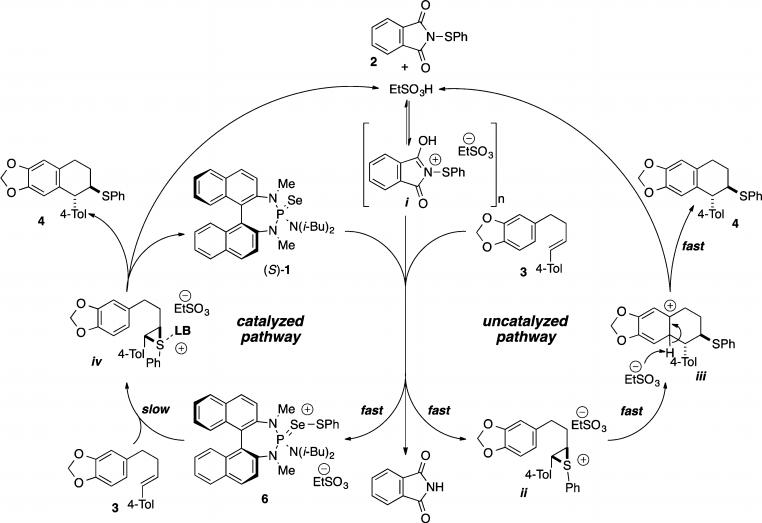 O
N–SPh
O
2
+
EtSO3H
OH
⊖
EtSO3
N–SPh
⊕
O
i
n
O
O
SPh
4-Tol
4
Me
N
Se
P
N(i-Bu)2
N
Me
(S)-1
O
O
4-Tol
3
O
O
SPh
4-Tol
4
fast
catalyzed
pathway
uncatalyzed
pathway
O
O
⊖
EtSO3
LB
S
⊕
4-Tol
Ph
iv
⊕
O
O
SPh
H
4-Tol
⊖
EtSO3
iii
slow
fast
fast
fast
O
O
4-Tol
3
Me
⊕
N
Se–SPh
P
N(i-Bu)2
N
Me
⊖
EtSO3
6
O
NH
O
O
O
⊖
EtSO3
4-Tol
S
⊕
Ph
ii